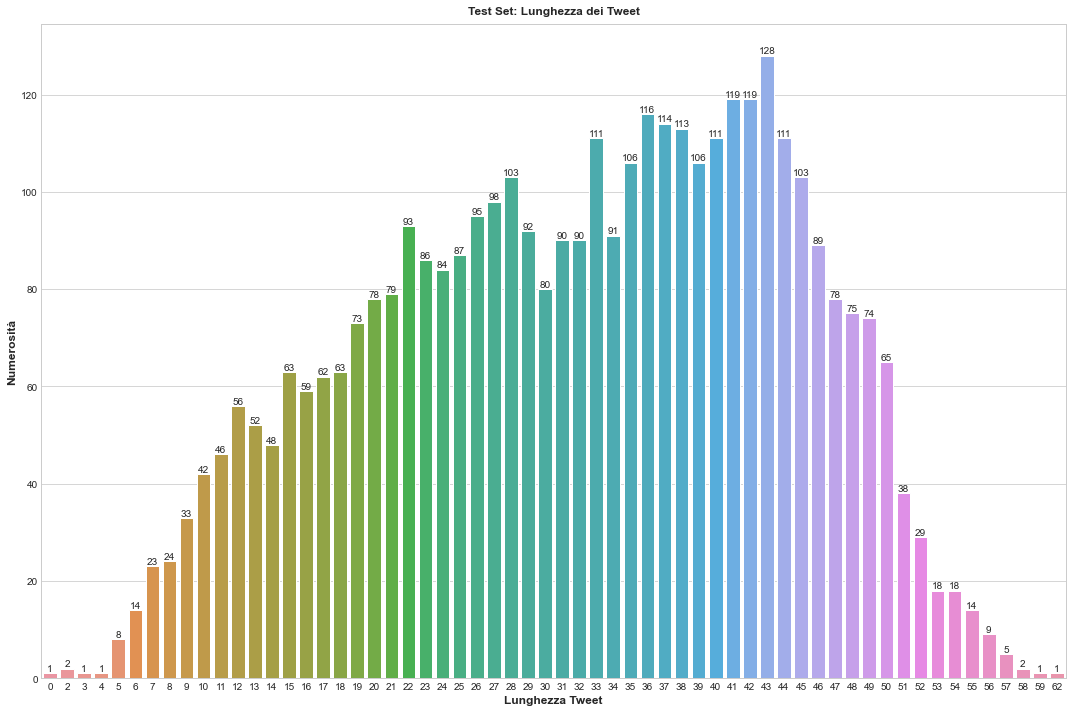 Test Set: Lunghezza dei Tweet
Numerosità
120
100
80
60
40
20
0
1 2 1 1 8 14 23 24 33 42 46 56 52 48 63 59 62 63 73 78 79 93 86 84 87 95 98 103 92 80 90 90 111 91 106 116 114 113 106 111 119 119 128 111 103 89 78 75 74 65 38 29 18 18 14 9 5 2 1 1
0 2 3 4 5 6 7 8 9 10 11 12 13 14 15 16 17 18 19 20 21 22 23 24 25 26 27 28 29 30 31 32 33 34 35 36 37 38 39 40 41 42 43 44 45 46 47 48 49 50 51 52 53 54 55 56 57 58 59 62
Lunghezza Tweet